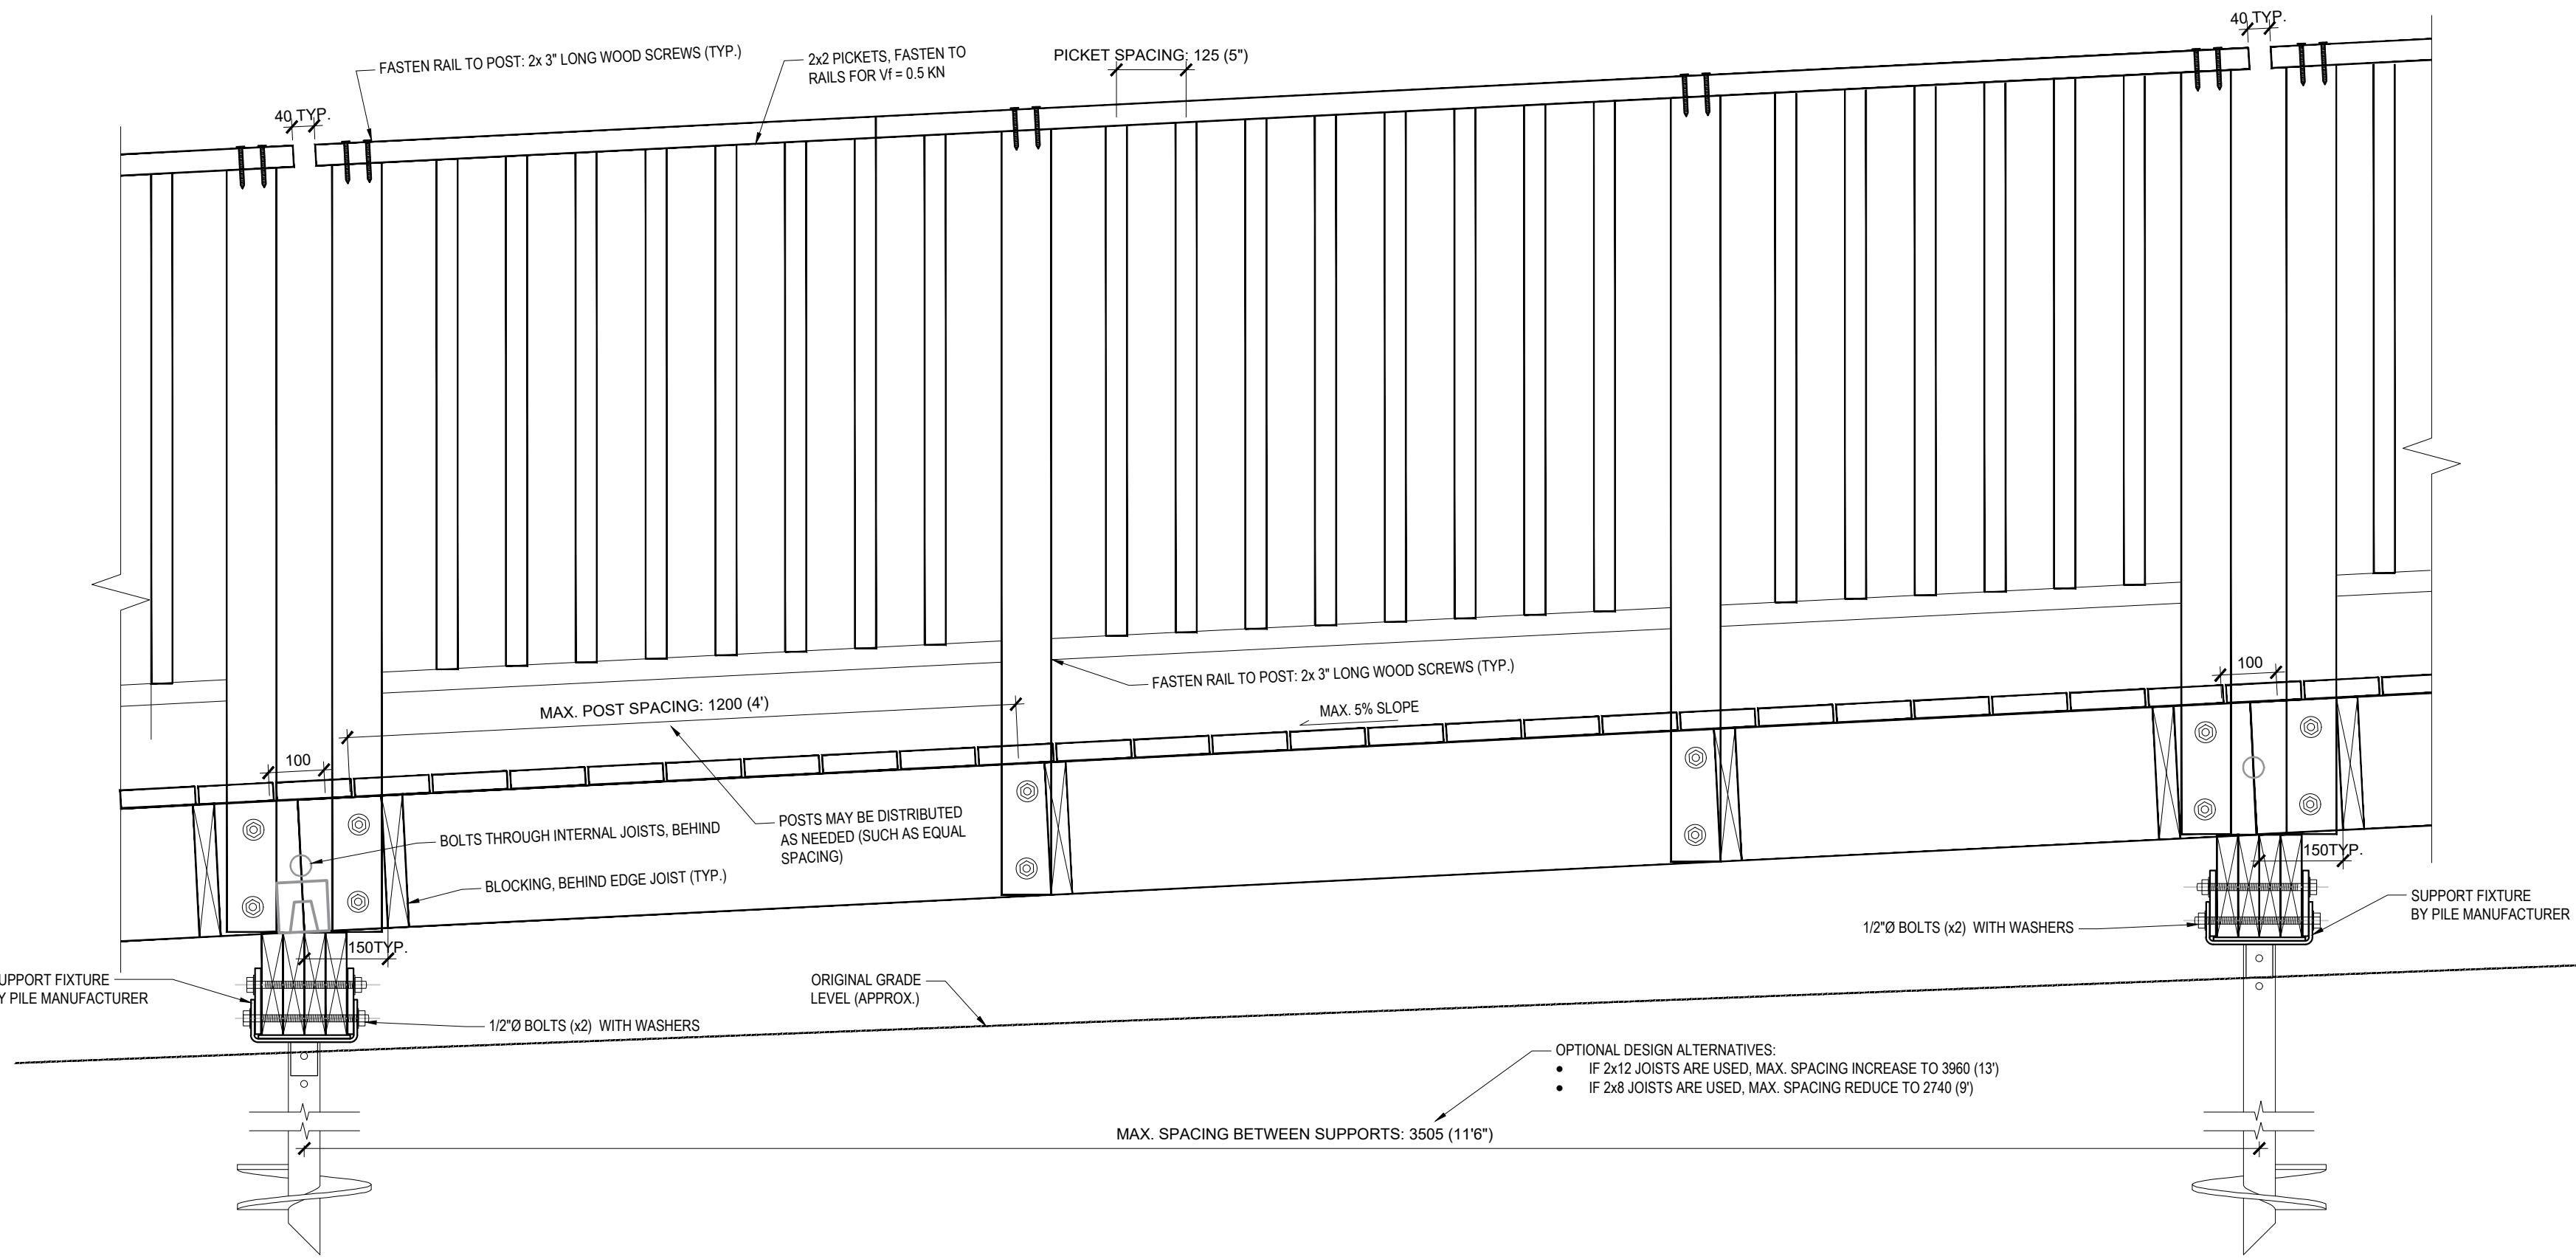 40 TYP.
FASTEN RAIL TO POST: 2x 3" LONG WOOD SCREWS (TYP.)
2x2 PICKETS, FASTEN TO
RAILS FOR Vf = 0.5 KN
PICKET SPACING: 125 (5")
40 TYP.
FASTEN RAIL TO POST: 2x 3" LONG WOOD SCREWS (TYP.)
100
MAX. POST SPACING: 1200 (4')
MAX. 5% SLOPE
100
BOLTS THROUGH INTERNAL JOISTS, BEHIND
POSTS MAY BE DISTRIBUTED
AS NEEDED (SUCH AS EQUAL
SPACING)
BLOCKING, BEHIND EDGE JOIST (TYP.)
150TYP.
150TYP.
1/2"Ø BOLTS (x2) WITH WASHERS
SUPPORT FIXTURE
BY PILE MANUFACTURER
UPPORT FIXTURE
Y PILE MANUFACTURER
ORIGINAL GRADE
LEVEL (APPROX.)
1/2"Ø BOLTS (x2) WITH WASHERS
OPTIONAL DESIGN ALTERNATIVES:
• IF 2x12 JOISTS ARE USED, MAX. SPACING INCREASE TO 3960 (13')
• IF 2x8 JOISTS ARE USED, MAX. SPACING REDUCE TO 2740 (9')
MAX. SPACING BETWEEN SUPPORTS: 3505 (11'6")